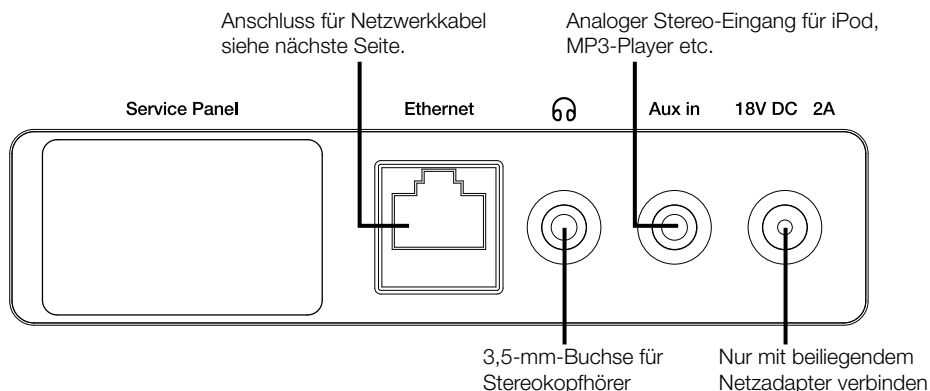 Anschluss für Netzwerkkabel
siehe nächste Seite.
Analoger Stereo-Eingang für iPod,
MP3-Player etc.
Service Panel
Ethernet
Aux in
18V DC 2A
3,5-mm-Buchse für
Stereokopfhörer
Nur mit beiliegendem
Netzadapter verbinden